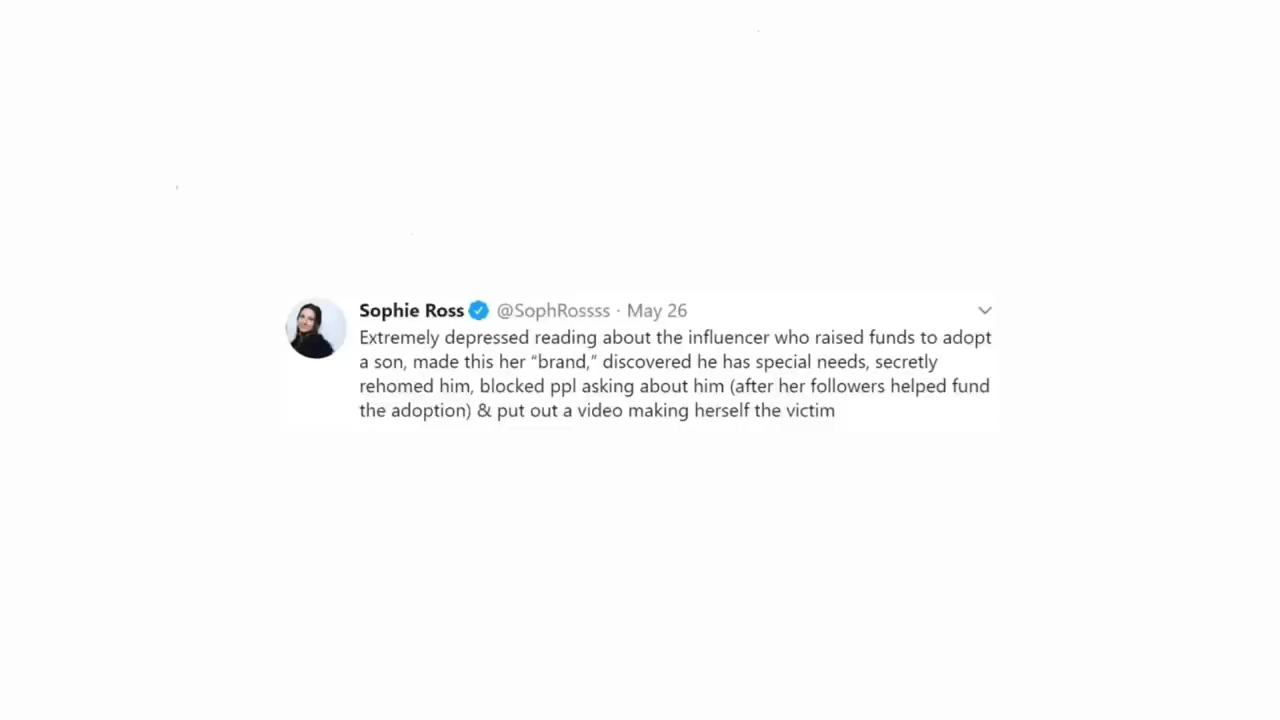 Sophie Ross @SophRossss · May 26
Extremely depressed reading about the influencer who raised funds to adopt
a son, made this her “brand,” discovered he has special needs, secretly
rehomed him, blocked ppl asking about him (after her followers helped fund
the adoption) & put out a video making herself the victim